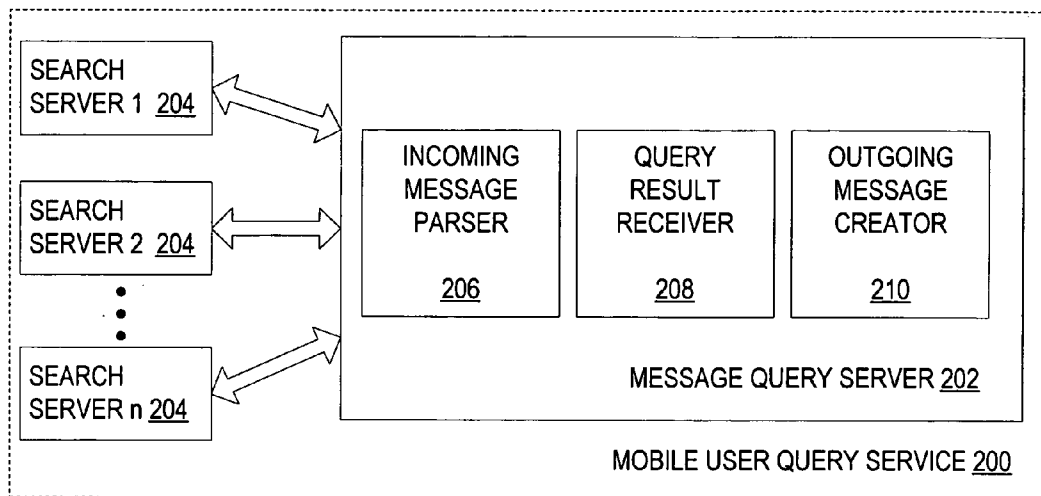 SEARCH
SERVER 1 204
SEARCH
SERVER 2 204
SEARCH
SERVER n 204
INCOMING
MESSAGE
PARSER
206
QUERY
RESULT
RECEIVER
208
OUTGOING
MESSAGE
CREATOR
210
MESSAGE QUERY SERVER 202
MOBILE USER QUERY SERVICE 200